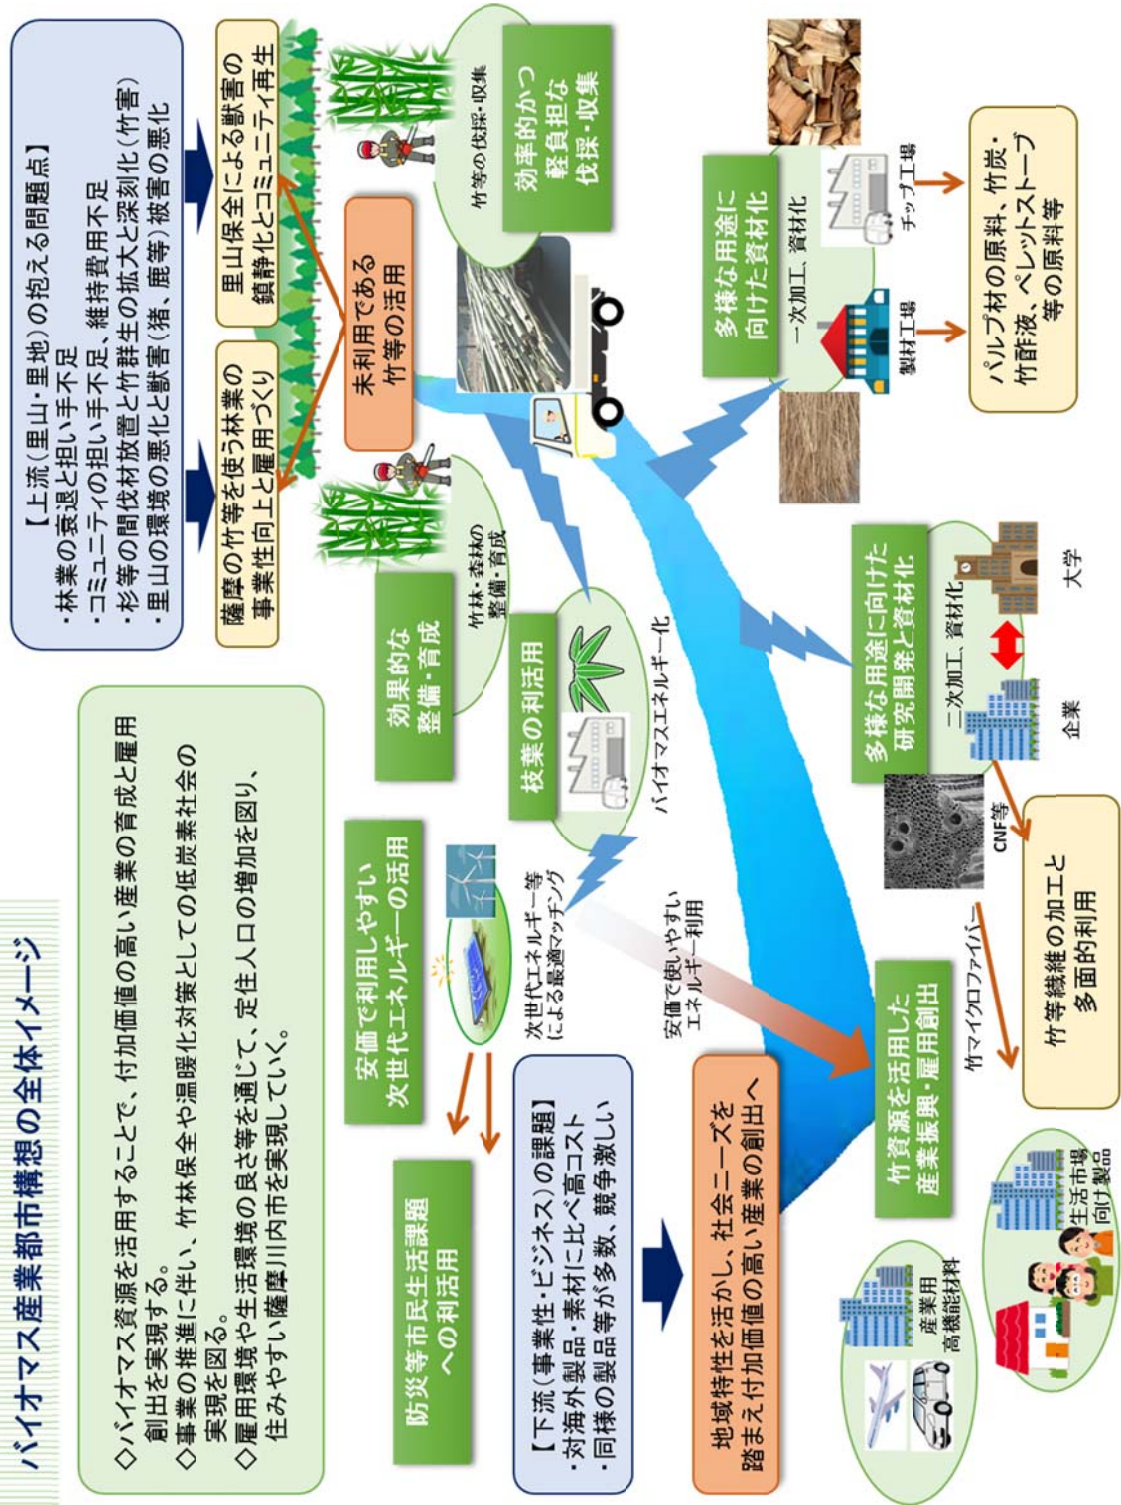 バイオマス産業都市構想の全体イメージ
◇バイオマス資源を活用することで、付加価値の高い産業の育成と雇用
創出を実現する。
◇事業の推進に伴い、竹林保全や温暖化対策としての低炭素社会の
実現を図る。
◇雇用環境や生活環境の良さ等を通じて、定住人口の増加を図り、
住みやすい薩摩川内市を実現していく。
【上流(里山・里地)の抱える問題点】
・林業の衰退と担い手不足
・コミュニティの担い手不足、維持費用不足
・杉等の間伐材放置と竹群生の拡大と深刻化(竹害)
・里山の環境の悪化と獣害(猪、鹿等)被害の悪化
薩摩の竹等を使う林業の
事業性向上と雇用づくり
里山保全による獣害の
鎮静化とコミュニティ再生
未利用である
竹等の活用
防災等市民生活課題
への利活用
安価で利用しやすい
次世代エネルギーの活用
効果的な
整備・育成
竹林・森林の
整備・育成
竹等の伐採・収集
効率的かつ
軽負担な
伐採・収集
枝葉の利活用
バイオマスエネルギー化
次世代エネルギー等
による最適マッチング
安価で使いやすい
エネルギー利用
【下流(事業性・ビジネス)の課題】
・対海外製品・素材に比べ高コスト
・同様の製品等が多数、競争激しい
地域特性を活かし、社会ニーズを
踏まえ付加価値の高い産業の創出へ
多様な用途に
向けた資材化
一次加工、資材化
製材工場
チップ工場
パルプ材の原料、竹炭・
竹酢液、ペレットストーブ
等の原料等
多様な用途に向けた
研究開発と資材化
二次加工、資材化
企業
大学
竹資源を活用した
産業振興・雇用創出
竹マイクロファイバー
CNF等
竹等繊維の加工と
多面的利用
産業用
高機能材料
生活市場
向け製品